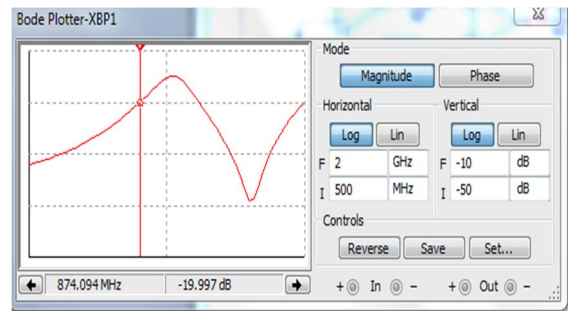 Bode Plotter-XBP1
Mode
Magnitude Phase
Horizontal Vertical
Log Lin Log Lin
F 2 GHz F -10 dB
I 500 MHz I -50 dB
Controls
Reverse Save Set...
874.094 MHz -19.997 dB + In - + Out -